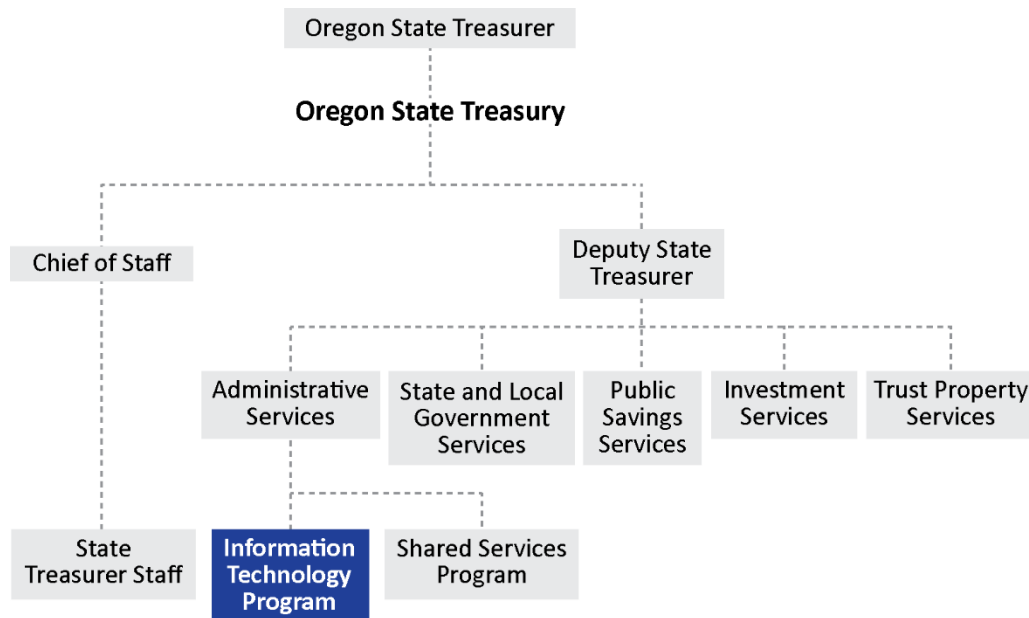 Oregon State Treasurer
Oregon State Treasury
Chief of Staff
Deputy State
Treasurer
Administrative
Services
State and Local
Government
Services
Public
Savings
Services
Investment
Services
Trust Property
Services
State
Treasurer Staff
Information
Technology
Program
Shared Services
Program